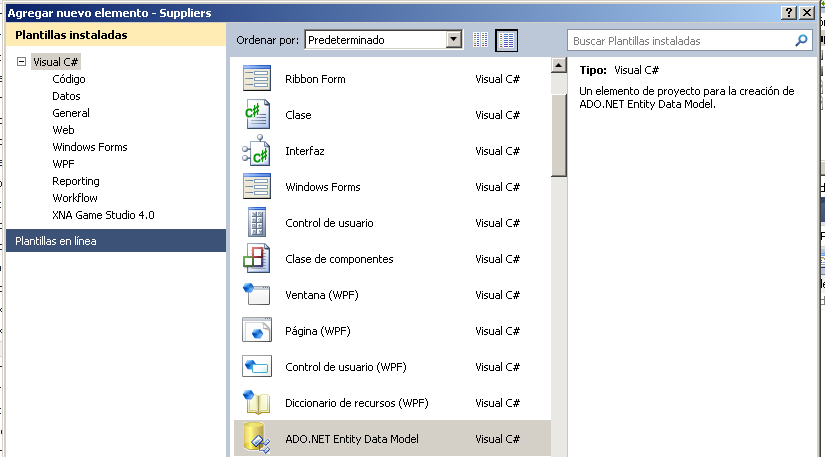 Agregar nuevo elemento - Suppliers
Plantillas instaladas
Visual C#
Código
Datos
General
Web
Windows Forms
WPF
Reporting
Workflow
XNA Game Studio 4.0
Plantillas en línea
Ordenar por: Predeterminado
Ribbon Form Visual C#
Clase Visual C#
Interfaz Visual C#
Windows Forms Visual C#
Control de usuario Visual C#
Clase de componentes Visual C#
Ventana (WPF) Visual C#
Página (WPF) Visual C#
Control de usuario (WPF) Visual C#
Diccionario de recursos (WPF) Visual C#
ADO.NET Entity Data Model Visual C#
Buscar Plantillas instaladas
Tipo: Visual C#
Un elemento de proyecto para la creación de
ADO.NET Entity Data Model.